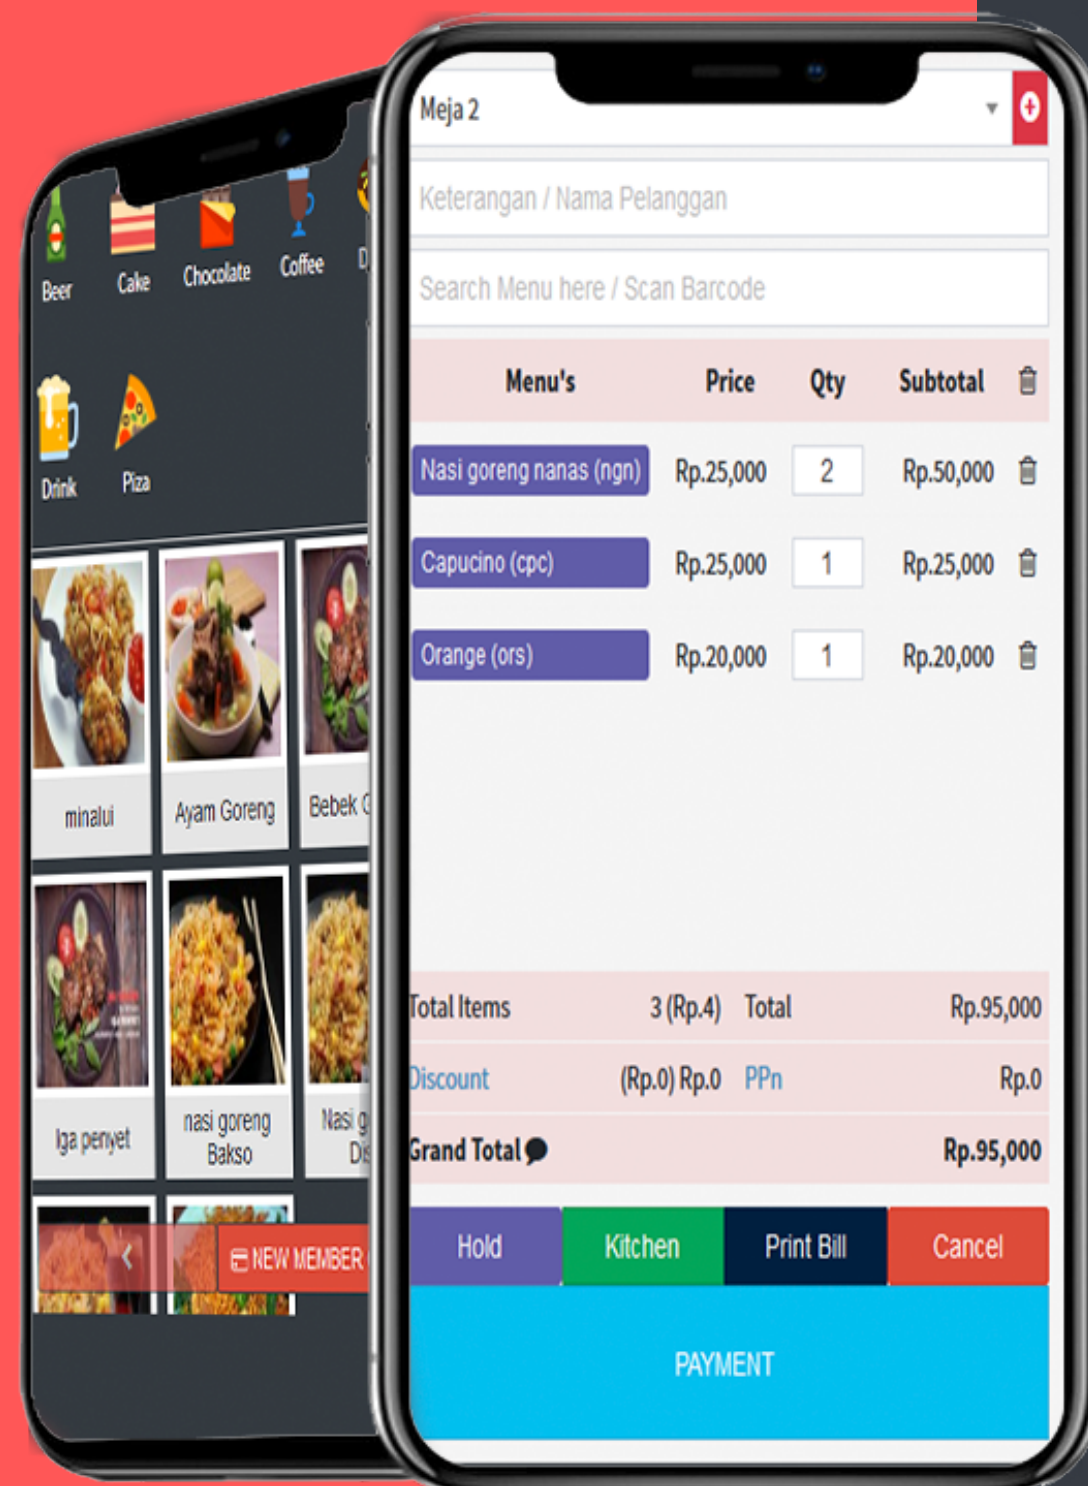 Beer
Cake
Chocolate
Coffee
Drink
Piza
minalui
Ayam Goreng
Bebek
Iga penyet
nasi goreng
Bakso
Nasi
NEW MEMBER
Meja 2
Keterangan / Nama Pelanggan
Search Menu here / Scan Barcode
Menu's Price Qty Subtotal
Nasi goreng nanas (ngn) Rp.25,000 2 Rp.50,000
Capucino (cpc) Rp.25,000 1 Rp.25,000
Orange (ors) Rp.20,000 1 Rp.20,000
Total Items 3 (Rp.4) Total Rp.95,000
Discount (Rp.0) Rp.0 PPn Rp.0
Grand Total Rp.95,000
Hold Kitchen Print Bill Cancel
PAYMENT